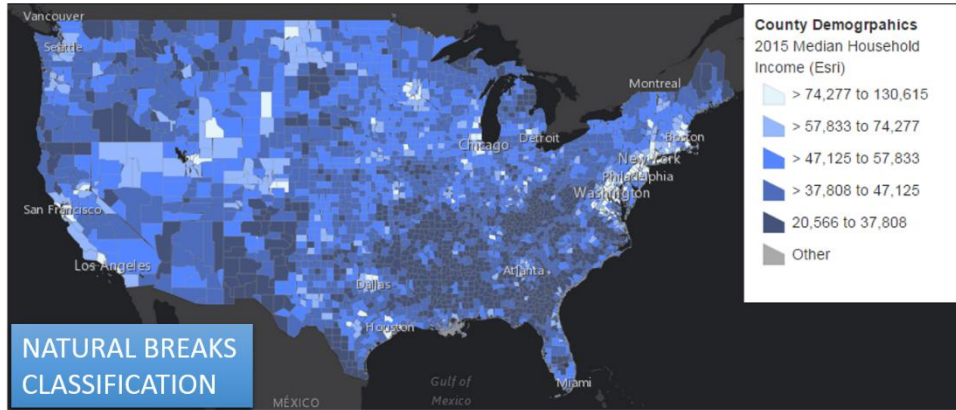 Vancouver
Seattle
Montreal
Boston
Detroit
Chicago
New York
Philadelphia
Washington
San Francisco
Los Angeles
Atlanta
Dallas
Houston
Miami
Gulf of
Mexico
MÉXICO
NATURAL BREAKS
CLASSIFICATION
County Demogrpahics
2015 Median Household
Income (Esri)
> 74,277 to 130,615
> 57,833 to 74,277
> 47,125 to 57,833
> 37,808 to 47,125
20,566 to 37,808
Other